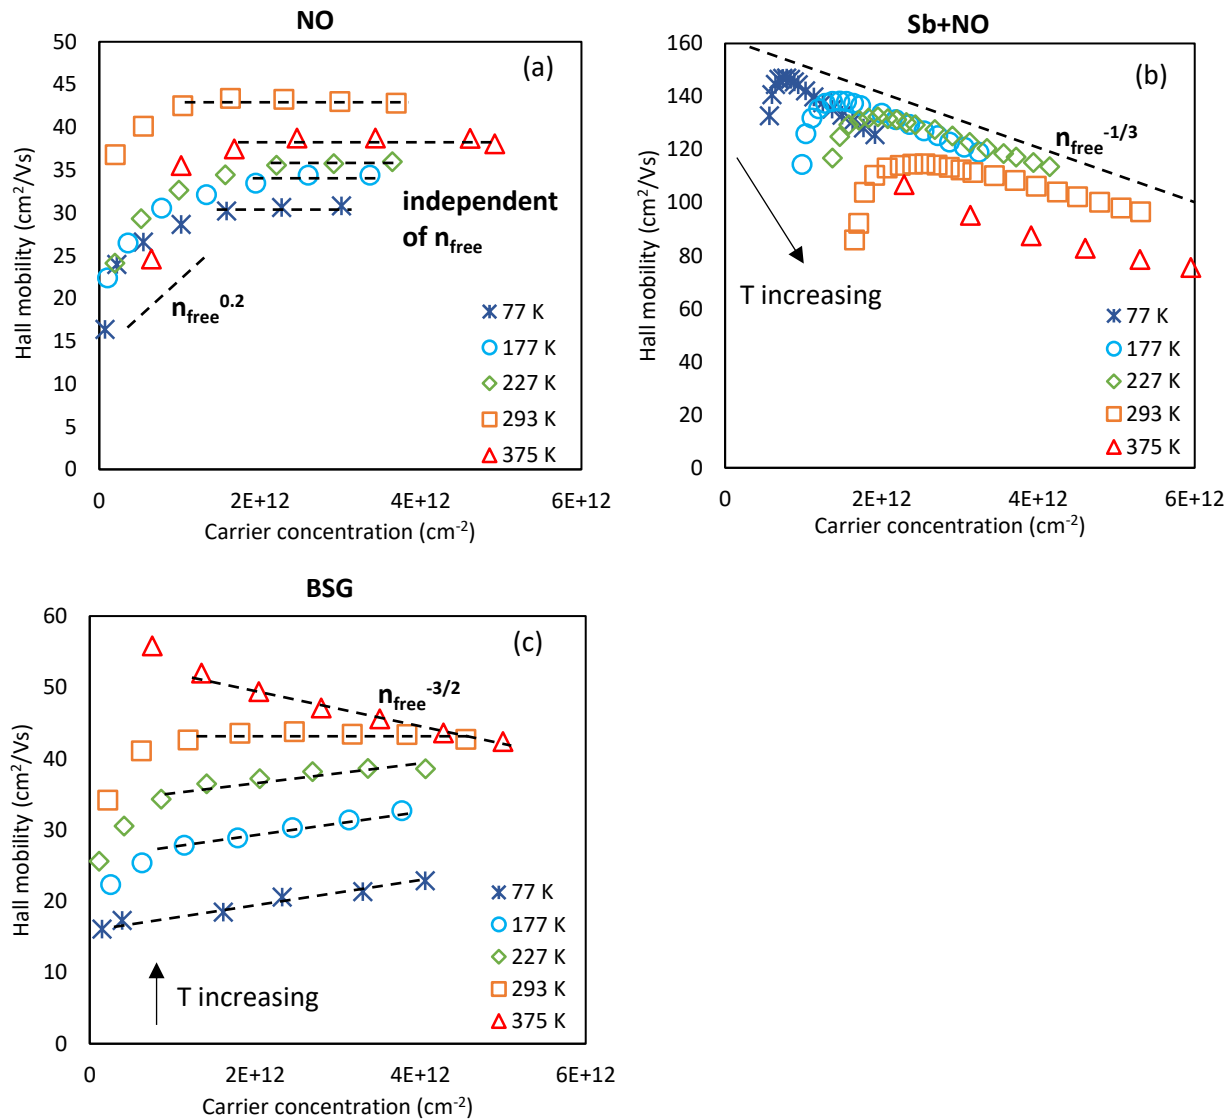 NO
(a)
50
45
40
35
30
25
20
15
10
5
0
Hall mobility (cm²/Vs)
independent
of n_free
n_free^0.2
77 K
177 K
227 K
293 K
375 K
0
2E+12
4E+12
6E+12
Carrier concentration (cm⁻²)
Sb+NO
(b)
160
140
120
100
80
60
40
20
0
Hall mobility (cm²/Vs)
n_free^-1/3
T increasing
77 K
177 K
227 K
293 K
375 K
0
2E+12
4E+12
6E+12
Carrier concentration (cm⁻²)
BSG
(c)
60
50
40
30
20
10
0
Hall mobility (cm²/Vs)
n_free^-3/2
T increasing
77 K
177 K
227 K
293 K
375 K
0
2E+12
4E+12
6E+12
Carrier concentration (cm⁻²)